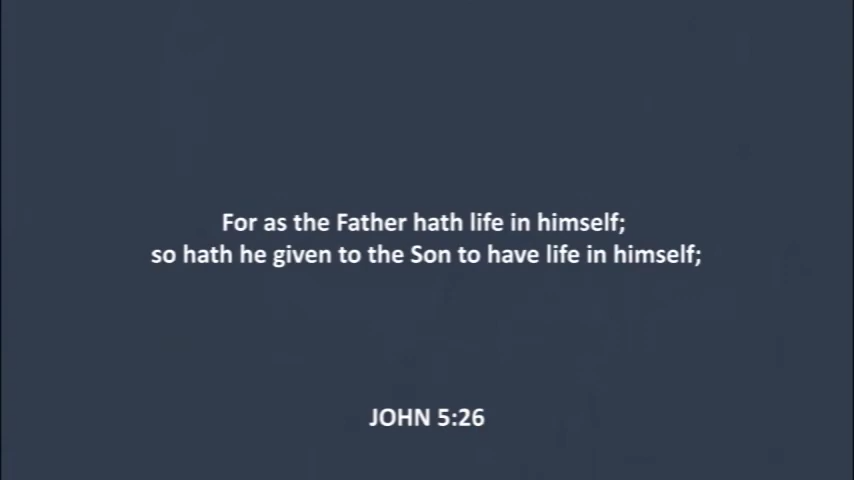 For as the Father hath life in himself;
so hath he given to the Son to have life in himself;
JOHN 5:26